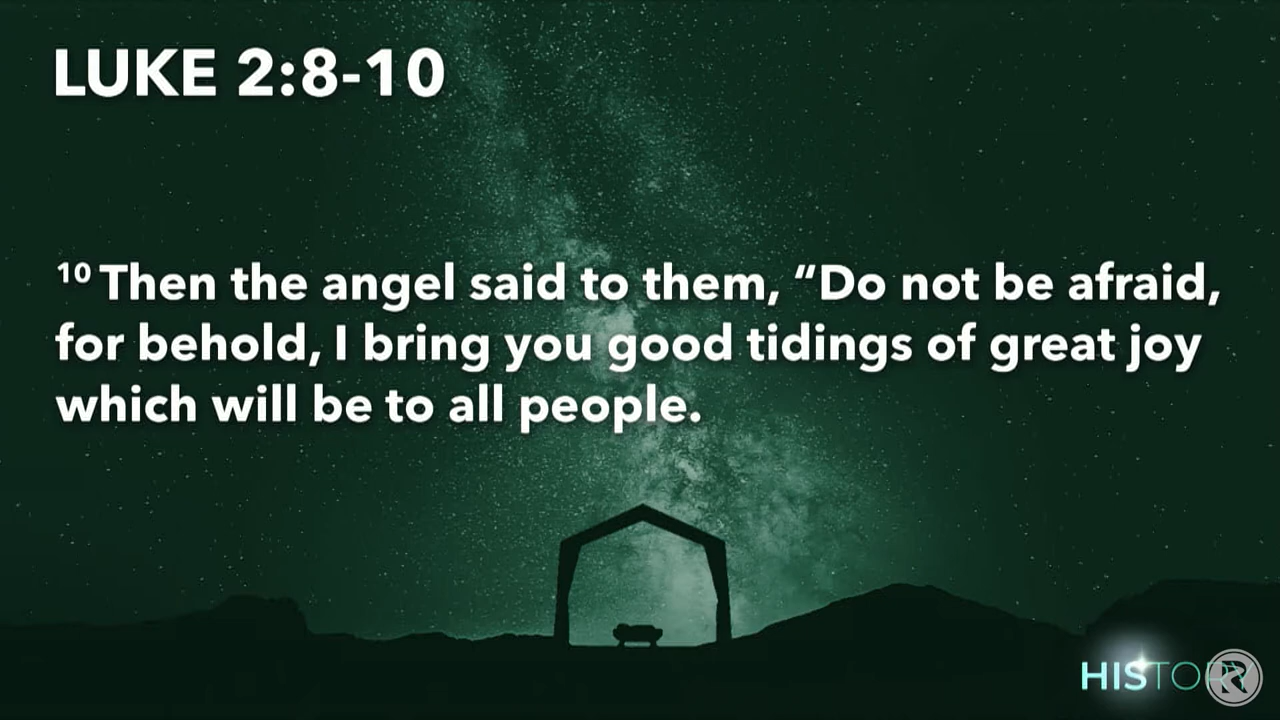 LUKE 2:8-10
10 Then the angel said to them, “Do not be afraid,
for behold, I bring you good tidings of great joy
which will be to all people.
HISTORY